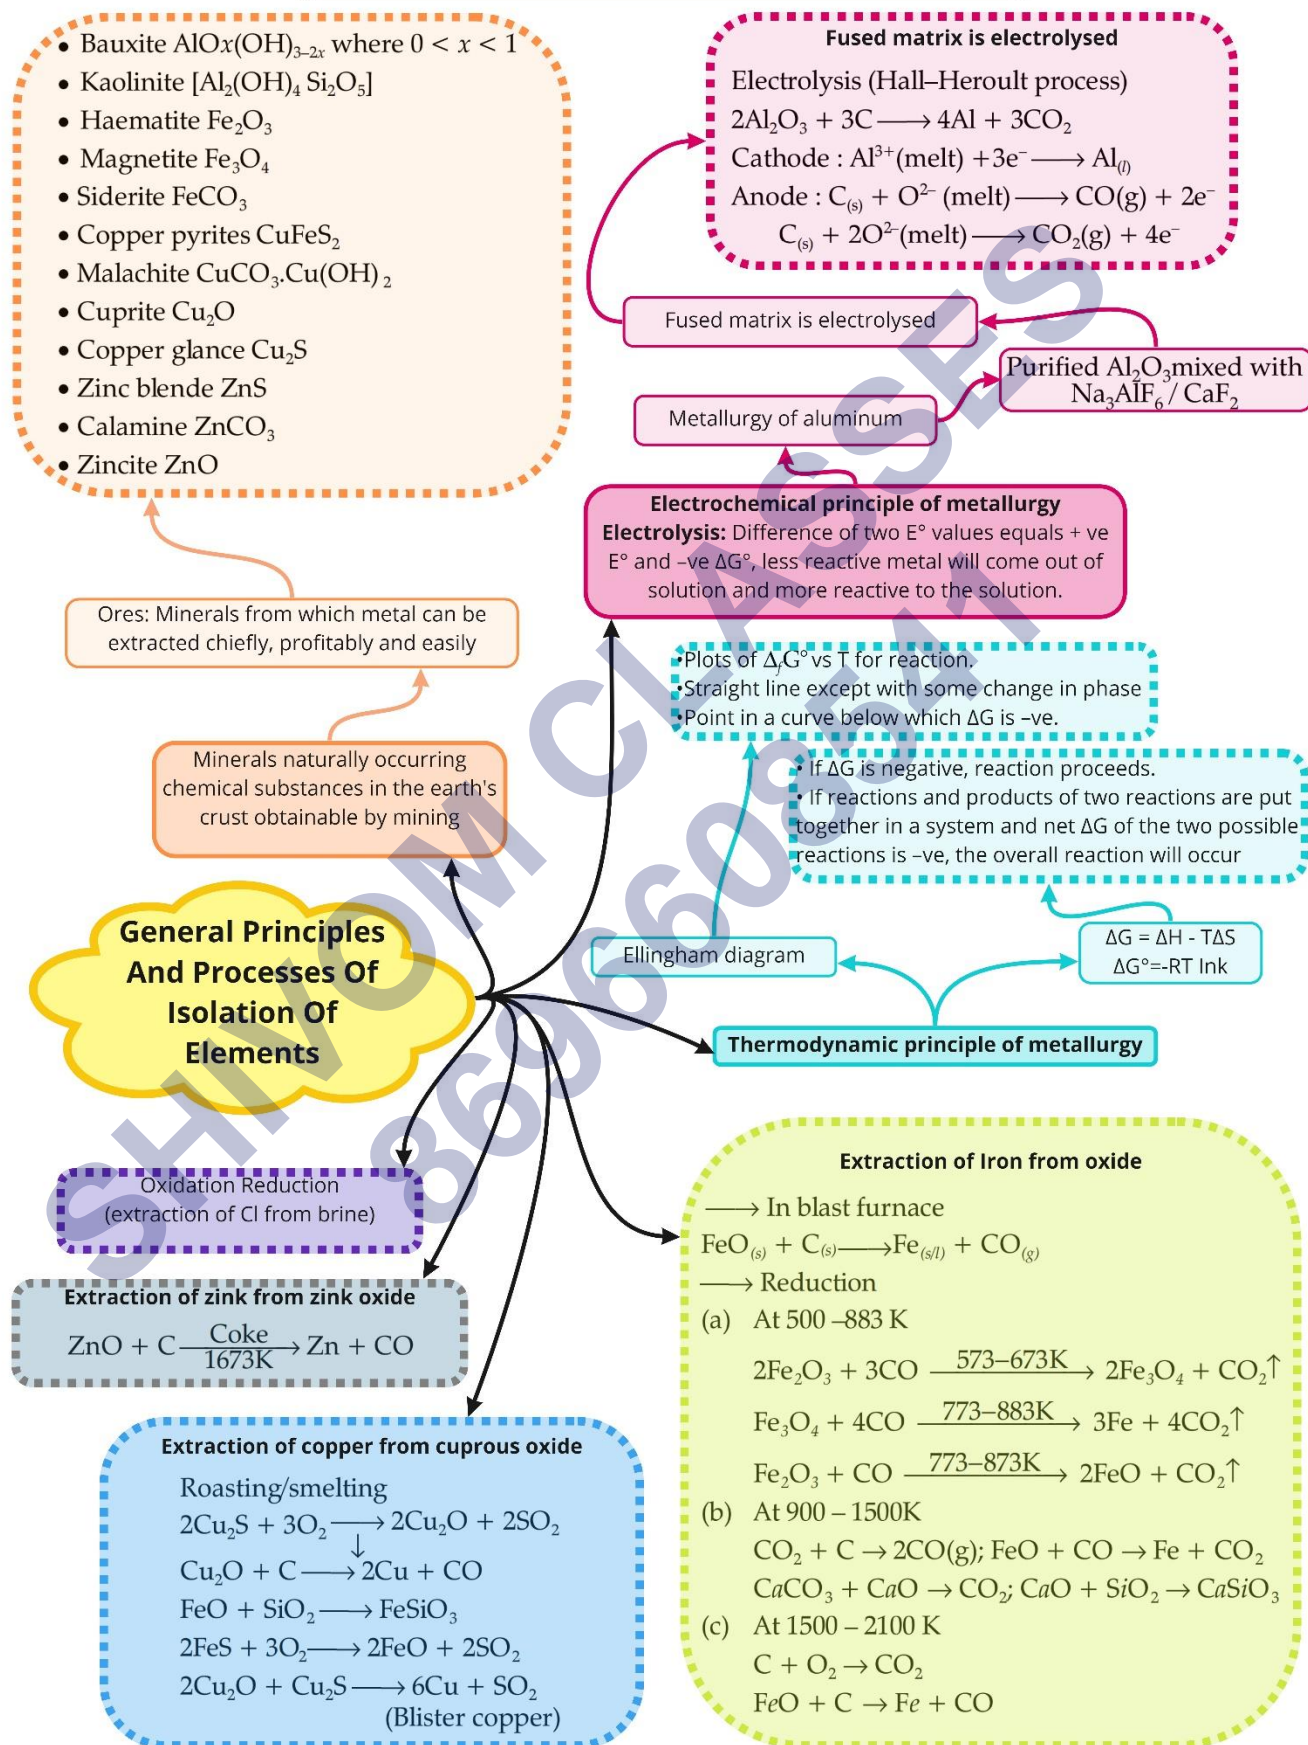 • Bauxite AlOx(OH)₃₋₂ₓ where 0 < x < 1
• Kaolinite [Al₂(OH)₄ Si₂O₅]
• Haematite Fe₂O₃
• Magnetite Fe₃O₄
• Siderite FeCO₃
• Copper pyrites CuFeS₂
• Malachite CuCO₃.Cu(OH)₂
• Cuprite Cu₂O
• Copper glance Cu₂S
• Zinc blende ZnS
• Calamine ZnCO₃
• Zincite ZnO
Ores: Minerals from which metal can be
extracted chiefly, profitably and easily
Minerals naturally occurring
chemical substances in the earth's
crust obtainable by mining
Fused matrix is electrolysed
Electrolysis (Hall–Heroult process)
2Al₂O₃ + 3C ⟶ 4Al + 3CO₂
Cathode : Al³⁺(melt) +3e⁻ ⟶ Al₍l₎
Anode : C₍s₎ + O²⁻ (melt) ⟶ CO(g) + 2e⁻
C₍s₎ + 2O²⁻(melt) ⟶ CO₂(g) + 4e⁻
Fused matrix is electrolysed
Purified Al₂O₃mixed with
Na₃AlF₆ / CaF₂
Metallurgy of aluminum
Electrochemical principle of metallurgy
Electrolysis: Difference of two E° values equals + ve
E° and –ve ΔG°, less reactive metal will come out of
solution and more reactive to the solution.
•Plots of ΔfG° vs T for reaction.
•Straight line except with some change in phase
•Point in a curve below which ΔG is –ve.
• If ΔG is negative, reaction proceeds.
• If reactions and products of two reactions are put
together in a system and net ΔG of the two possible
reactions is –ve, the overall reaction will occur
Ellingham diagram
ΔG = ΔH - TΔS
ΔG°=-RT Ink
Thermodynamic principle of metallurgy
General Principles
And Processes Of
Isolation Of
Elements
Oxidation Reduction
(extraction of Cl from brine)
Extraction of zink from zink oxide
ZnO + C —Coke/1673K→ Zn + CO
Extraction of copper from cuprous oxide
Roasting/smelting
2Cu₂S + 3O₂ ⟶ 2Cu₂O + 2SO₂
↓
Cu₂O + C ⟶ 2Cu + CO
FeO + SiO₂ ⟶ FeSiO₃
2FeS + 3O₂ ⟶ 2FeO + 2SO₂
2Cu₂O + Cu₂S ⟶ 6Cu + SO₂
(Blister copper)
Extraction of Iron from oxide
⟶ In blast furnace
FeO₍s₎ + C₍s₎ ⟶ Fe₍s/l₎ + CO₍g₎
⟶ Reduction
(a) At 500 –883 K
2Fe₂O₃ + 3CO —573–673K→ 2Fe₃O₄ + CO₂↑
Fe₃O₄ + 4CO —773–883K→ 3Fe + 4CO₂↑
Fe₂O₃ + CO —773–873K→ 2FeO + CO₂↑
(b) At 900 – 1500K
CO₂ + C → 2CO(g); FeO + CO → Fe + CO₂
CaCO₃ + CaO → CO₂; CaO + SiO₂ → CaSiO₃
(c) At 1500 – 2100 K
C + O₂ → CO₂
FeO + C → Fe + CO
SHIVOM CLASSES
8696608541